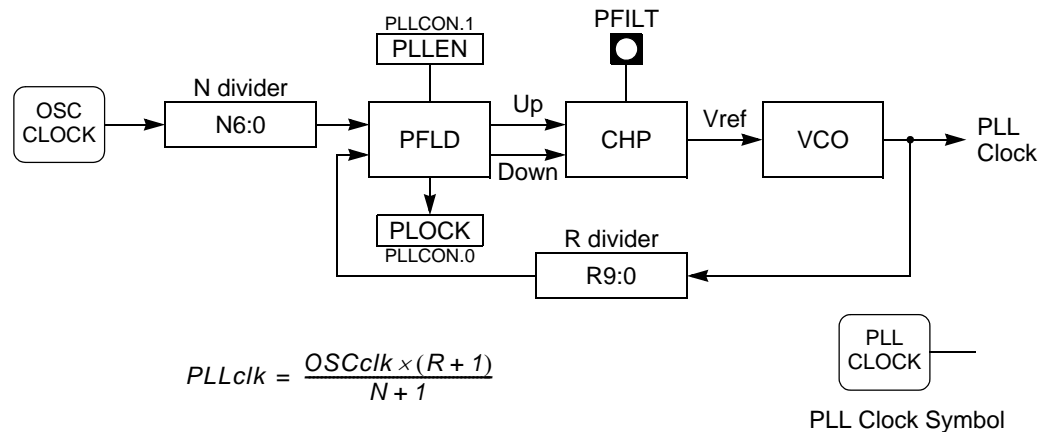 PLLCON.1
PLLEN
PFILT
N divider
OSC
CLOCK
N6:0
PFLD
Up
Down
CHP
Vref
VCO
PLL
Clock
PLOCK
PLLCON.0
R divider
R9:0
PLLclk = OSCclk × (R + 1)
N + 1
PLL
CLOCK
PLL Clock Symbol